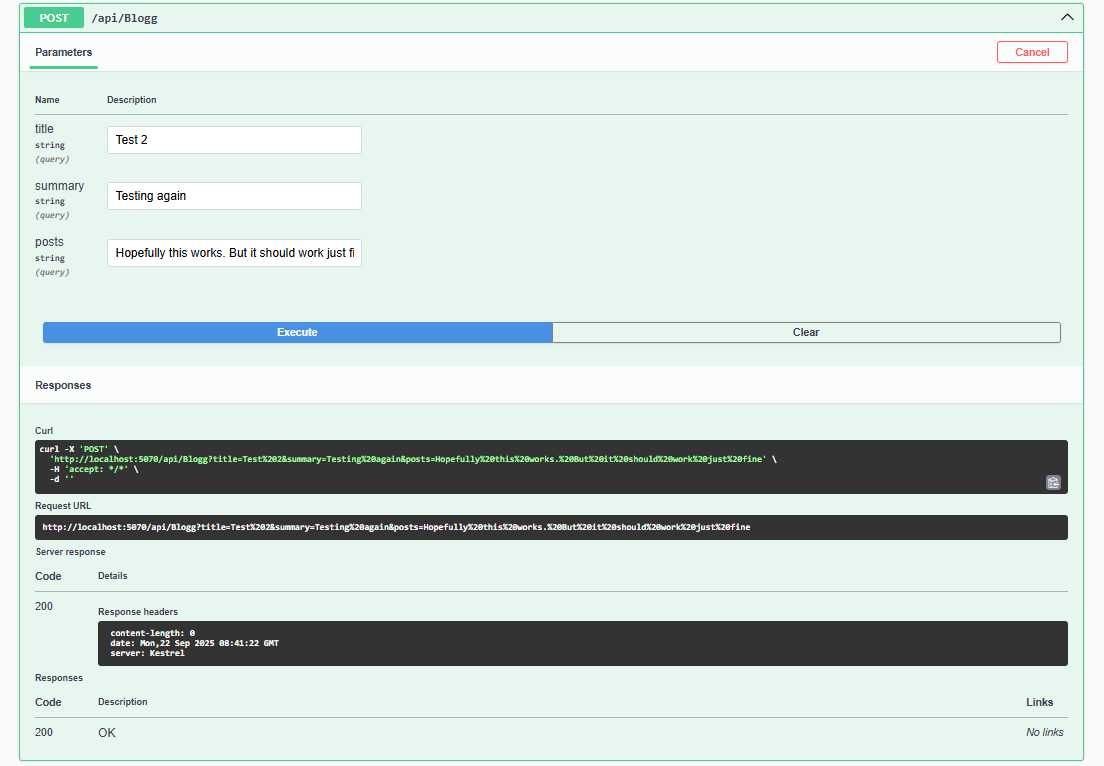 POST /api/Blogg
Parameters
Cancel
Name Description
title
string
(query)
Test 2
summary
string
(query)
Testing again
posts
string
(query)
Hopefully this works. But it should work just fi
Execute Clear
Responses
Curl
curl -X 'POST' \
'http://localhost:5070/api/Blogg?title=Test%202&summary=Testing%20again&posts=Hopefully%20this%20works.%20But%20it%20should%20work%20just%20fine' \
-H 'accept: */*' \
-d ''
Request URL
http://localhost:5070/api/Blogg?title=Test%202&summary=Testing%20again&posts=Hopefully%20this%20works.%20But%20it%20should%20work%20just%20fine
Server response
Code Details
200
Response headers
content-length: 0
date: Mon,22 Sep 2025 08:41:22 GMT
server: Kestrel
Responses
Code Description Links
200 OK No links